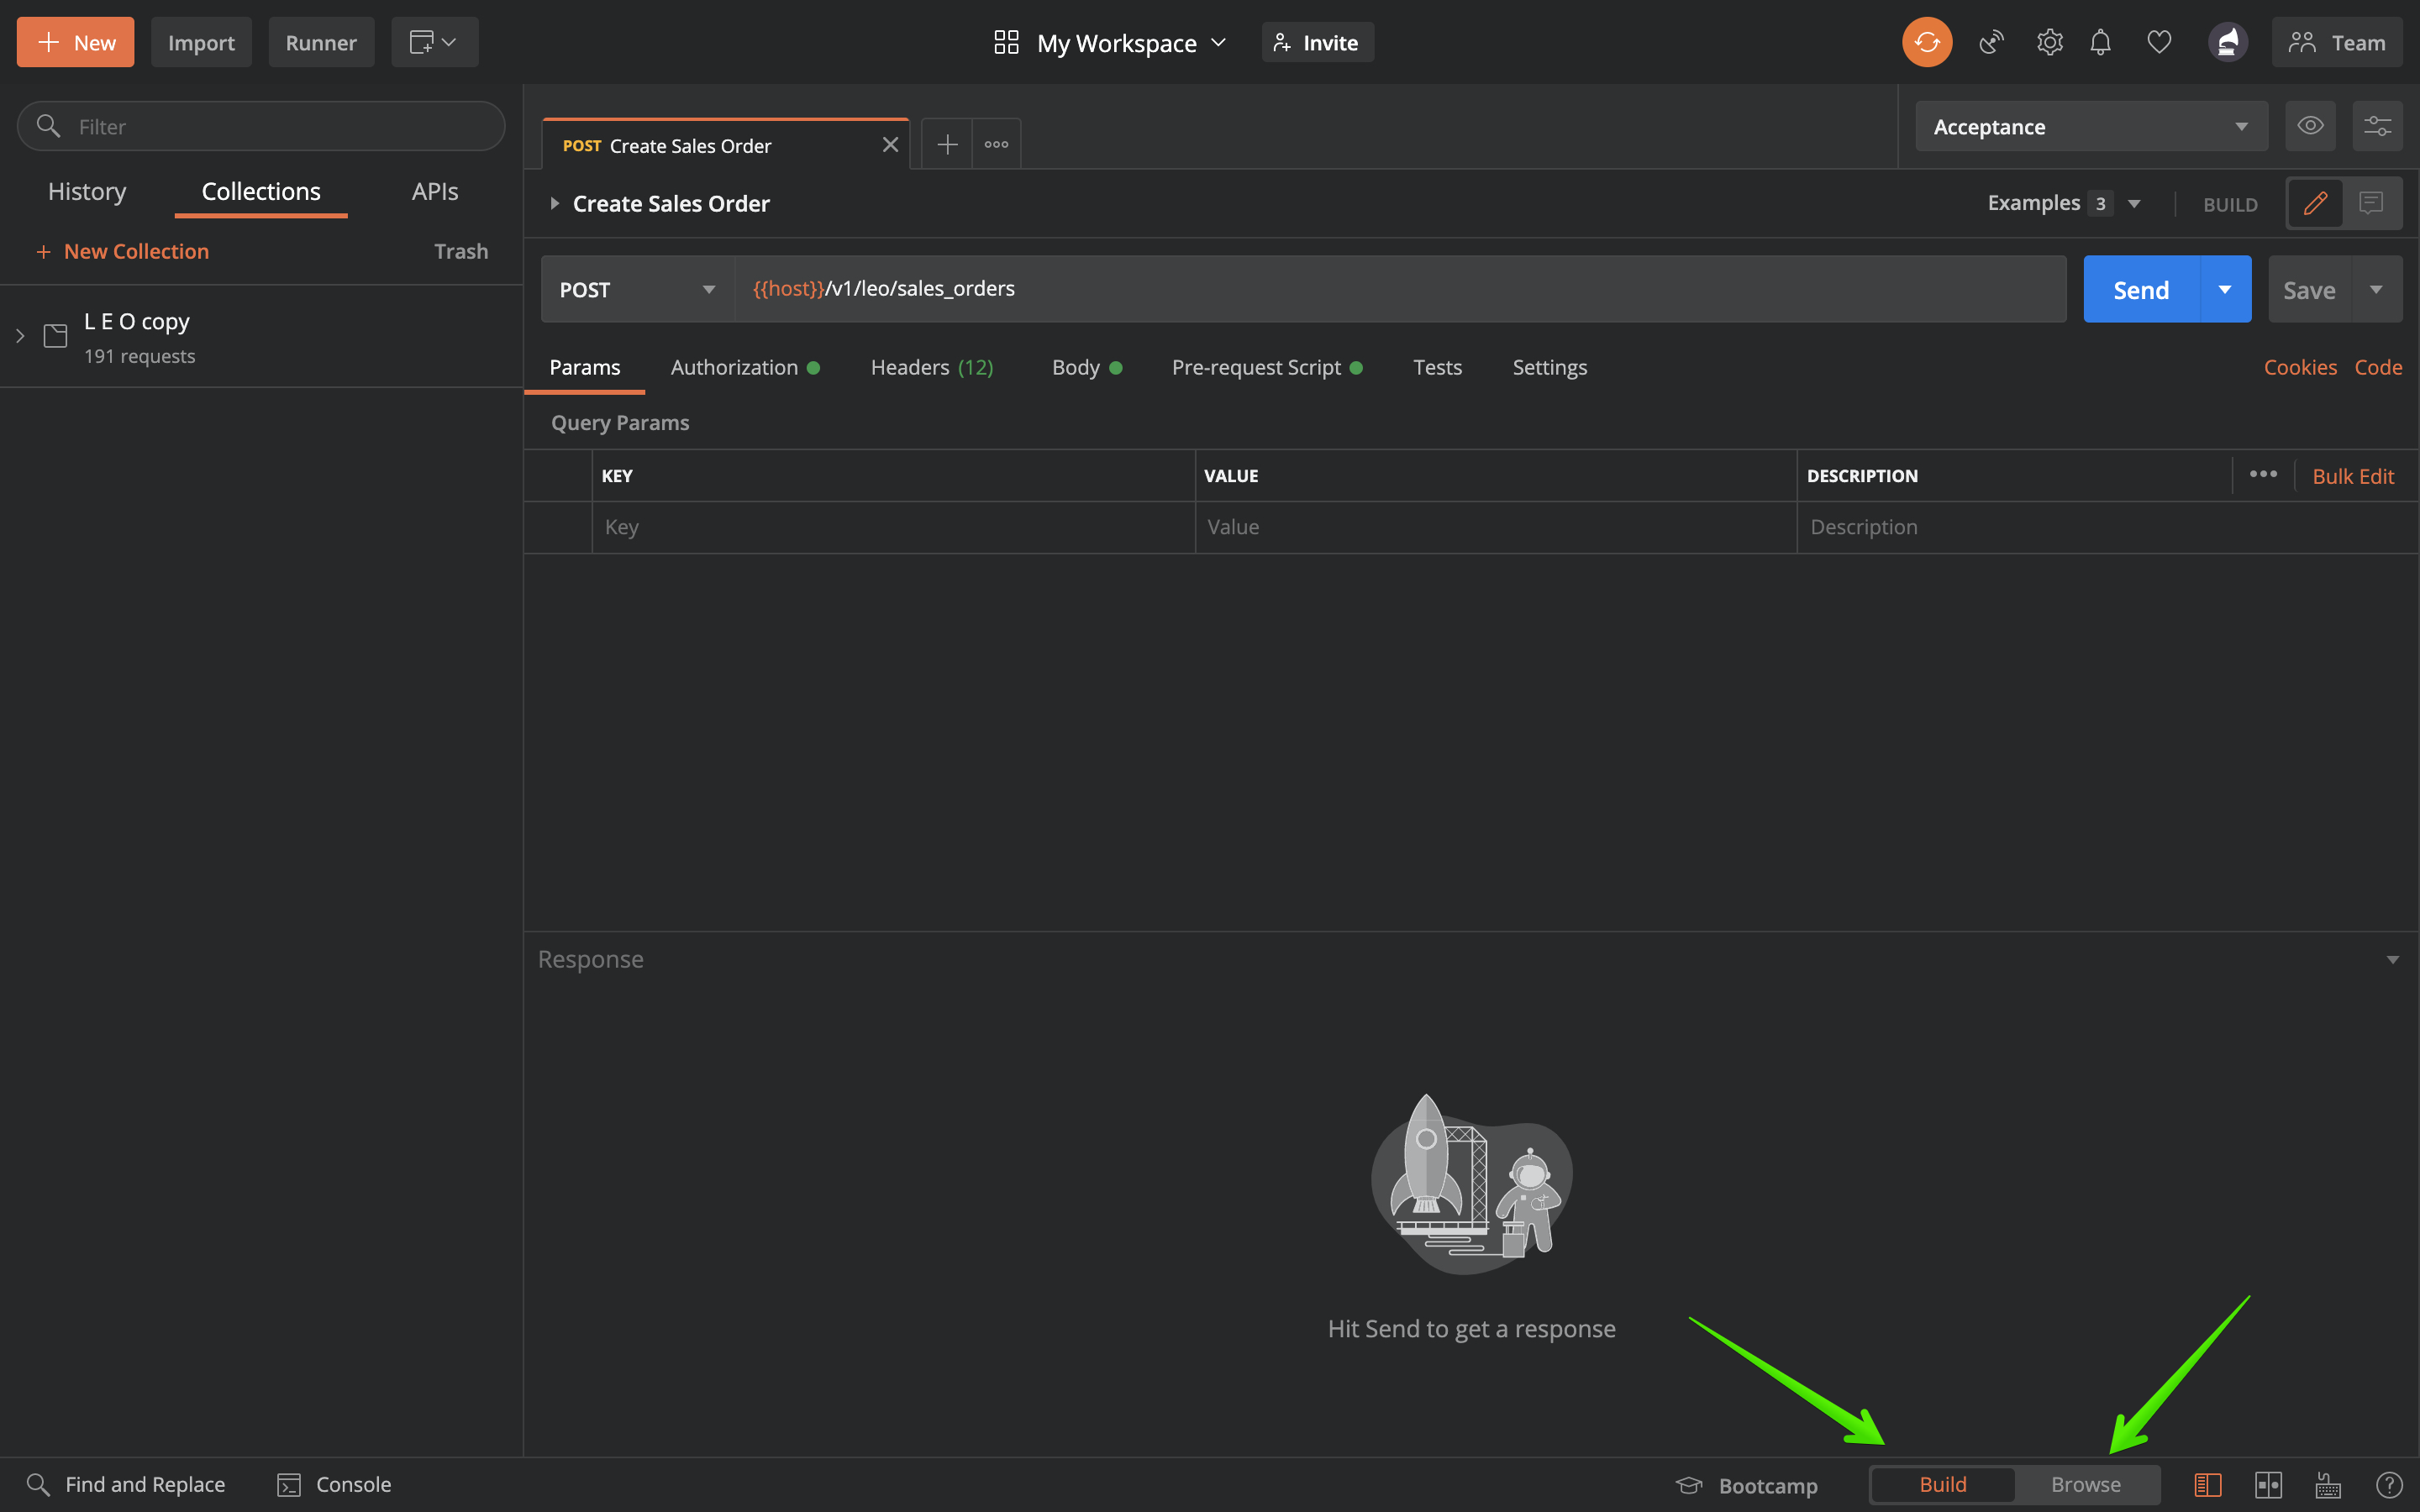 New Import Runner My Workspace Invite Team
Filter
History Collections APIs
+ New Collection Trash
L E O copy
191 requests
POST Create Sales Order
Acceptance
Create Sales Order Examples 3 BUILD
POST {{host}}/v1/leo/sales_orders Send Save
Params Authorization Headers (12) Body Pre-request Script Tests Settings Cookies Code
Query Params
KEY VALUE DESCRIPTION Bulk Edit
Key Value Description
Response
Hit Send to get a response
Find and Replace Console Bootcamp Build Browse